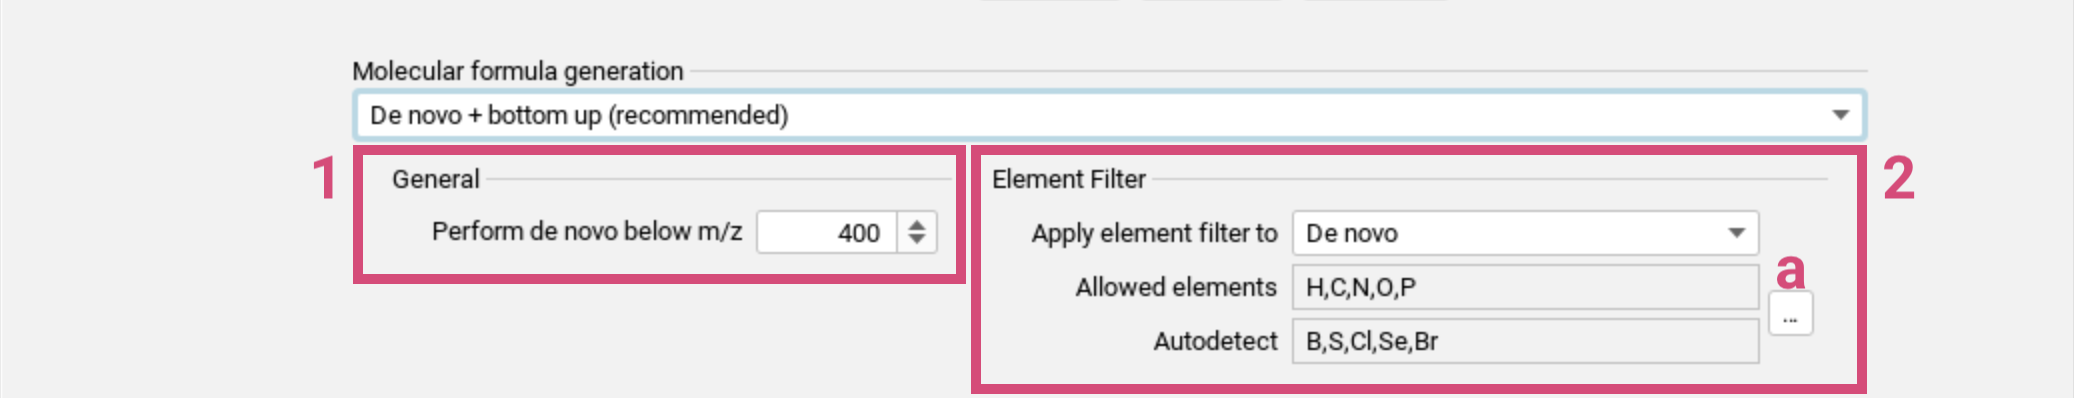 Molecular formula generation
De novo + bottom up (recommended)
1
General
Perform de novo below m/z 400
2
Element Filter
Apply element filter to De novo
a
Allowed elements H,C,N,O,P
...
Autodetect B,S,Cl,Se,Br